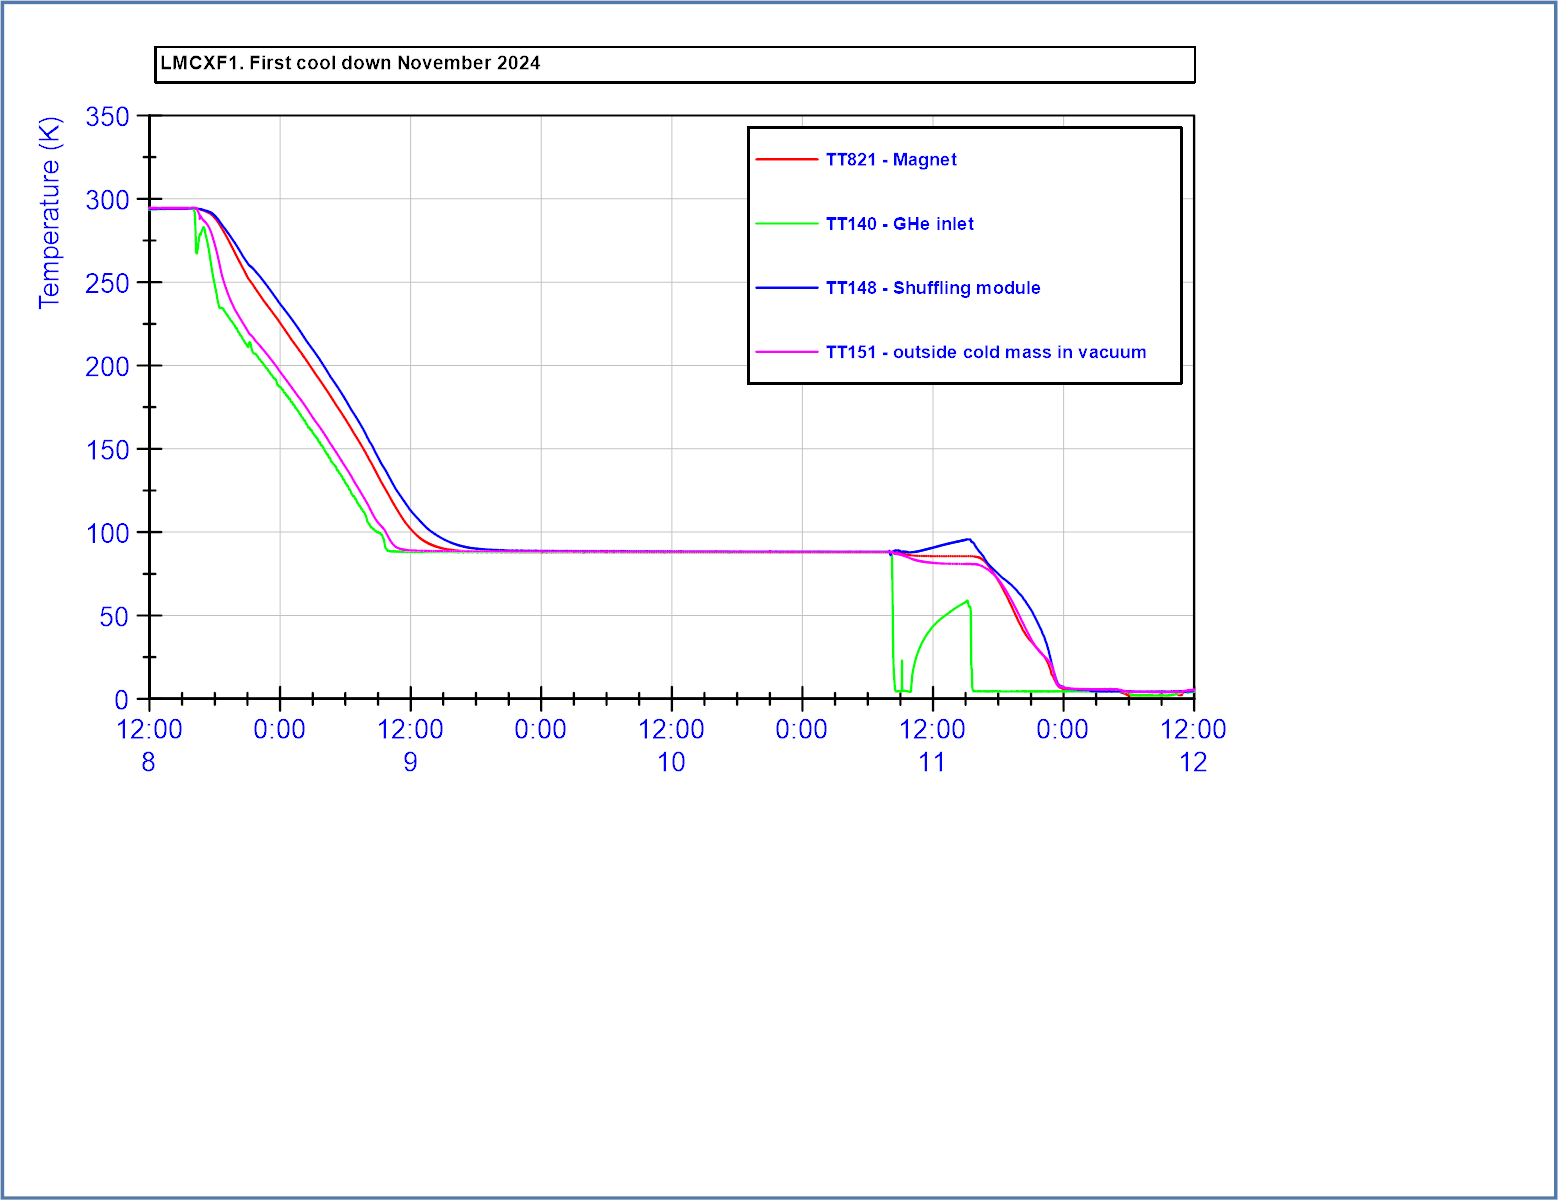 LMCXF1. First cool down November 2024
Temperature (K)
350
300
250
200
150
100
50
0
TT821 - Magnet
TT140 - GHe inlet
TT148 - Shuffling module
TT151 - outside cold mass in vacuum
12:00 0:00 12:00 0:00 12:00 0:00 12:00 0:00 12:00
8 9 10 11 12